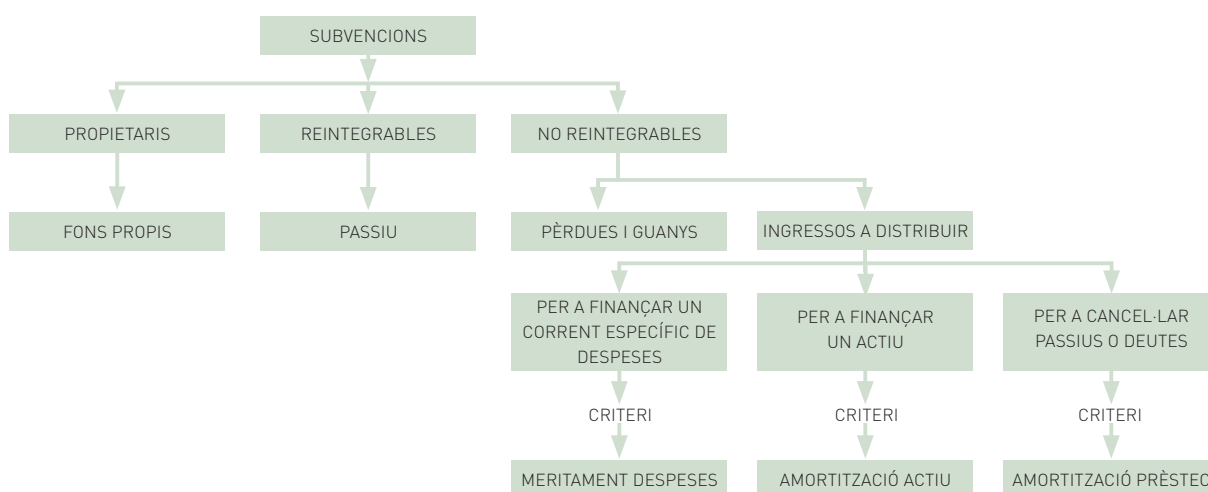 SUBVENCIONS
PROPIETARIS
REINTEGRABLES
NO REINTEGRABLES
FONS PROPIS
PASSIU
PÈRDUES I GUANYS
INGRESSOS A DISTRIBUIR
PER A FINANÇAR UN
CORRENT ESPECÍFIC DE
DESPESES
PER A FINANÇAR
UN ACTIU
PER A CANCEL·LAR
PASSIUS O DEUTES
CRITERI
CRITERI
CRITERI
MERITAMENT DESPESES
AMORTITZACIÓ ACTIU
AMORTITZACIÓ PRÈSTEC